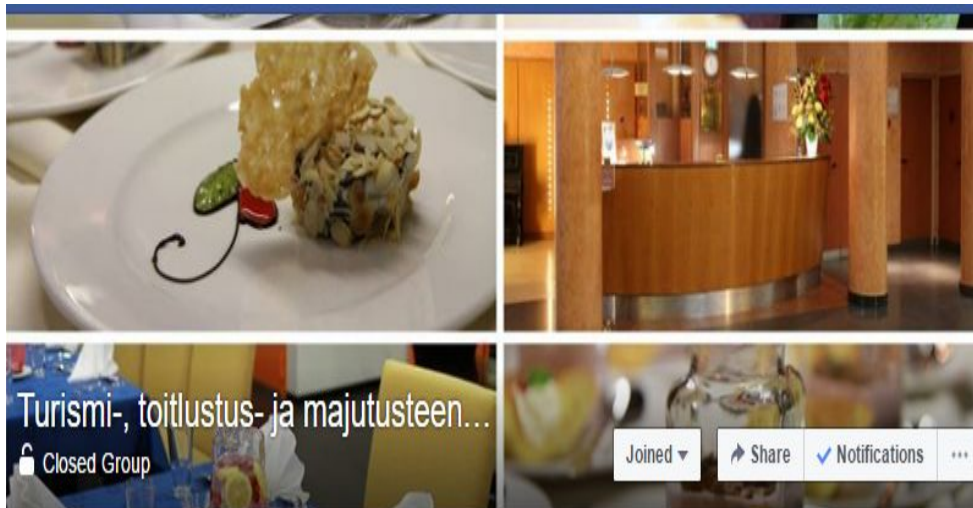 Turismi-, toitlustus- ja majutusteen...
Closed Group
Joined
Share
Notifications